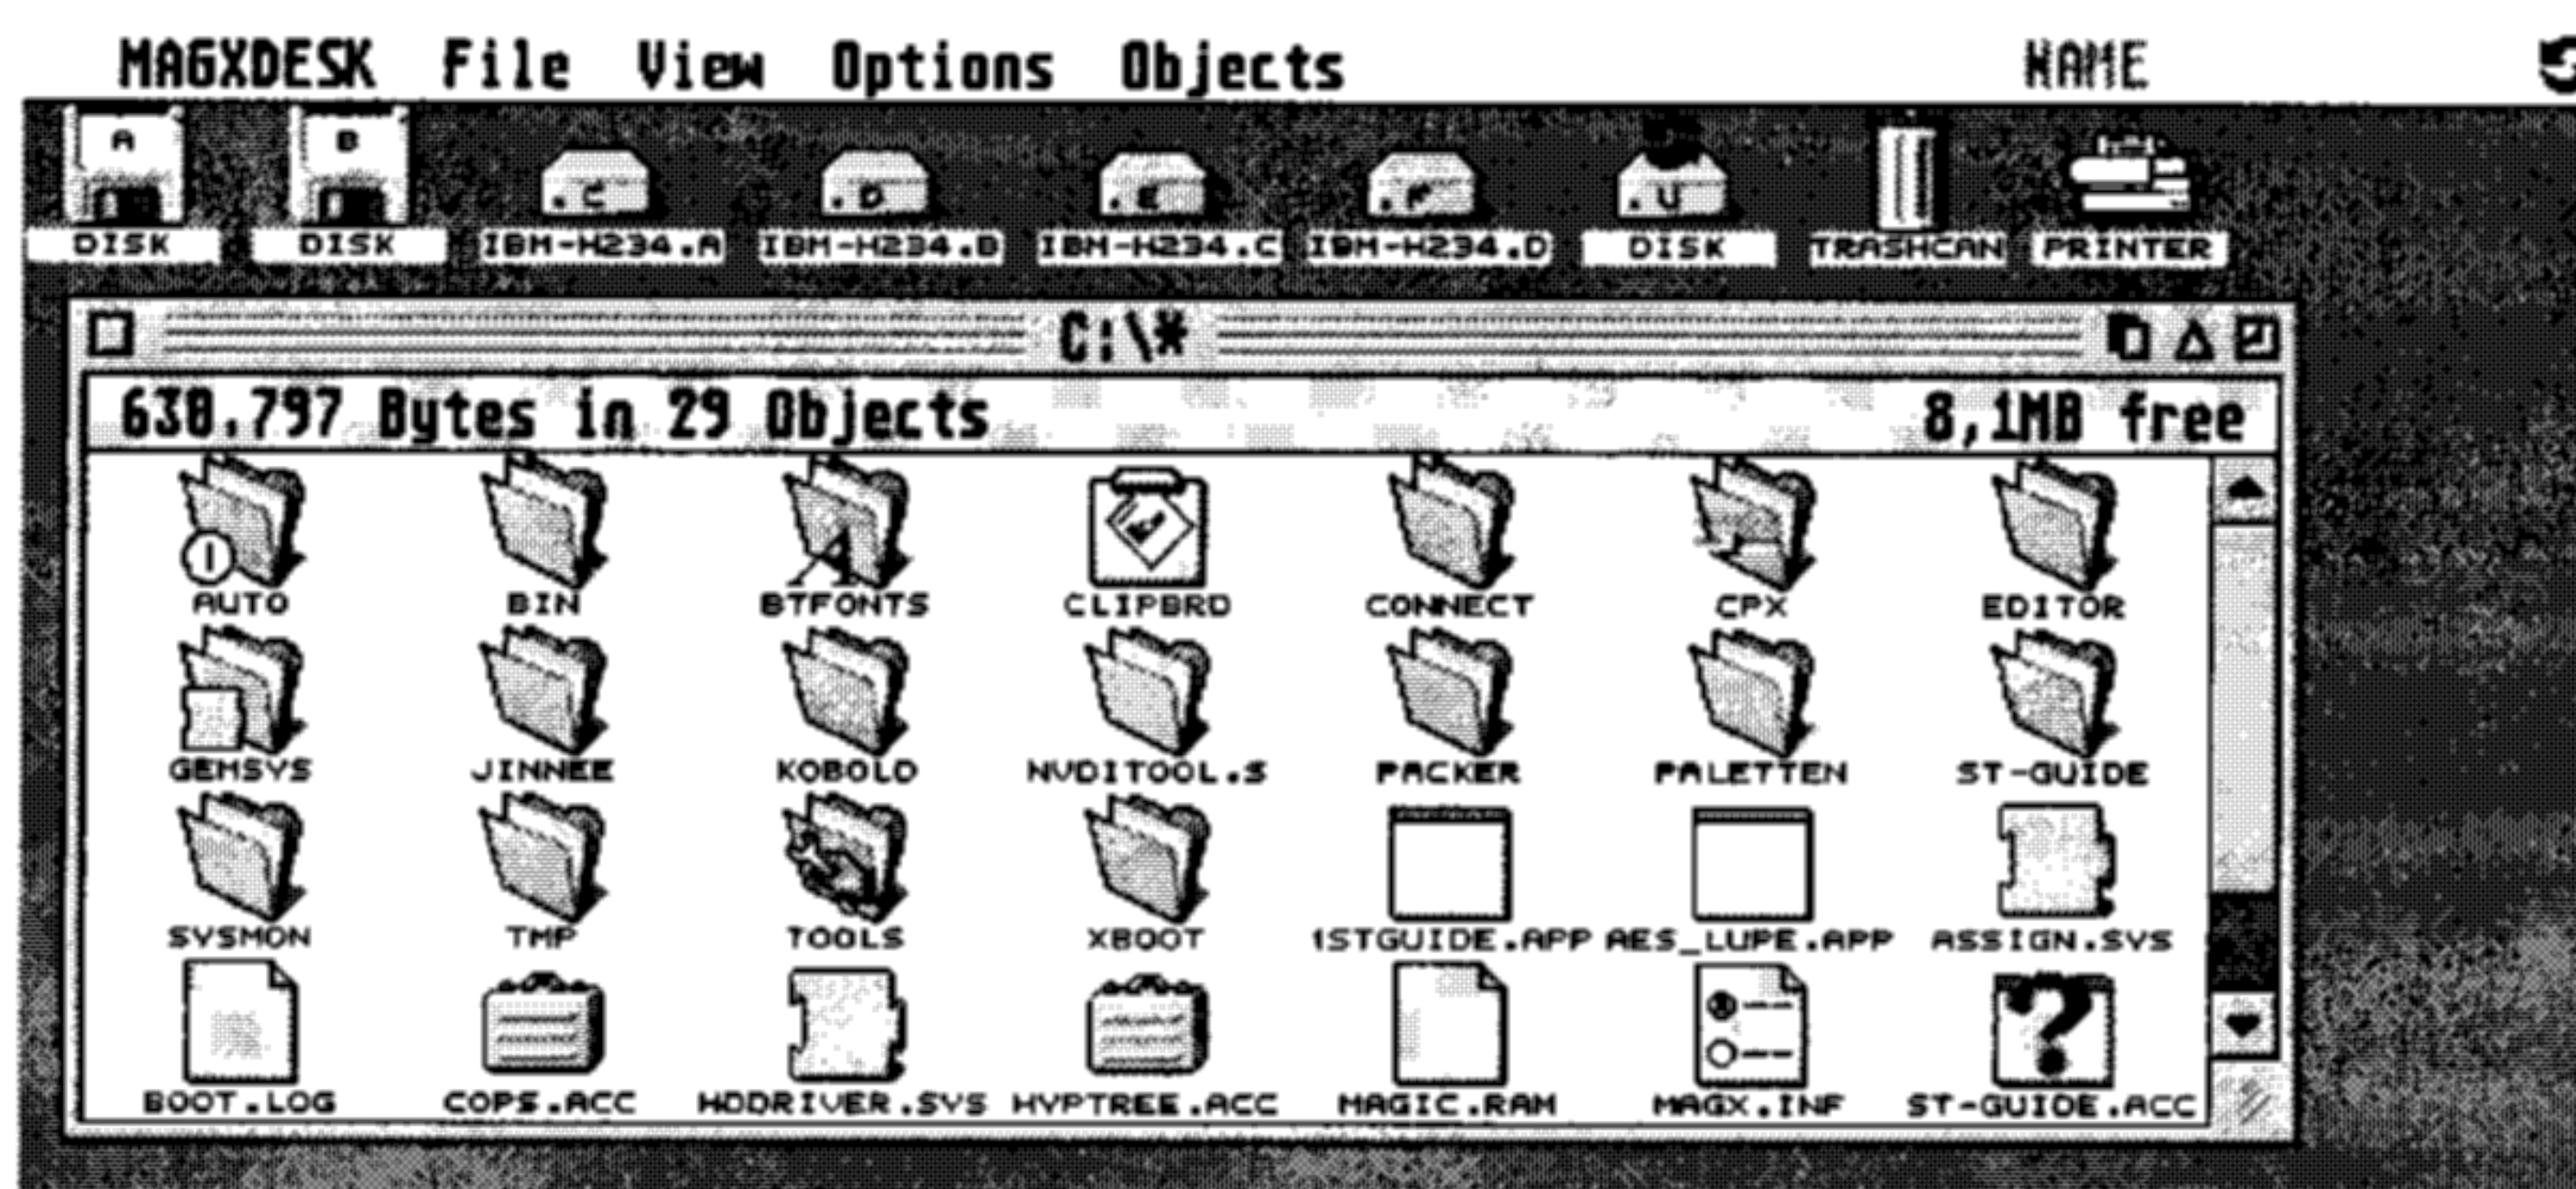 MAGXDESK File View Options Objects NAME
A B .C .D .E .F .U
DISK DISK IBM-H234.A IBM-H234.B IBM-H234.C IBM-H234.D DISK TRASHCAN PRINTER
C:\*
630.797 Bytes in 29 Objects 8,1MB free
AUTO BIN BTFONTS CLIPBRD CONNECT CPX EDITOR
GEMSYS JINNEE KOBOLD NVDITOOL.S PACKER PALETTEN ST-GUIDE
SYSMON TMP TOOLS XBOOT 1STGUIDE.APP AES_LUPE.APP ASSIGN.SYS
BOOT.LOG COPS.ACC HDDRIVER.SYS HYPTREE.ACC MAGIC.RAM MAGX.INF ST-GUIDE.ACC